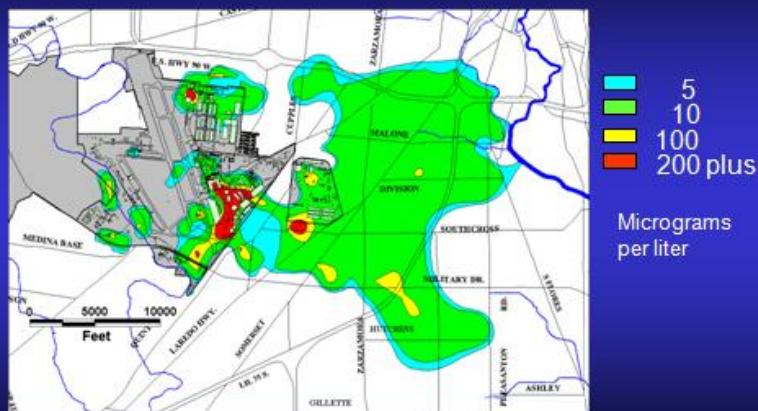 CUPPLES
ZARZAMORA
U.S. HWY 90 W.
MALONE
DIVISION
SOUTHCROSS
MEDINA BASE
MILITARY DR.
0 5000 10000
Feet
LAREDO HWY.
SOMERSET
ZARZAMORA
HUTCHINS
RD.
PLEASANTON
S FLORES
I.H. 35 S.
GILLETTE
ASHLEY
5
10
100
200 plus
Micrograms
per liter